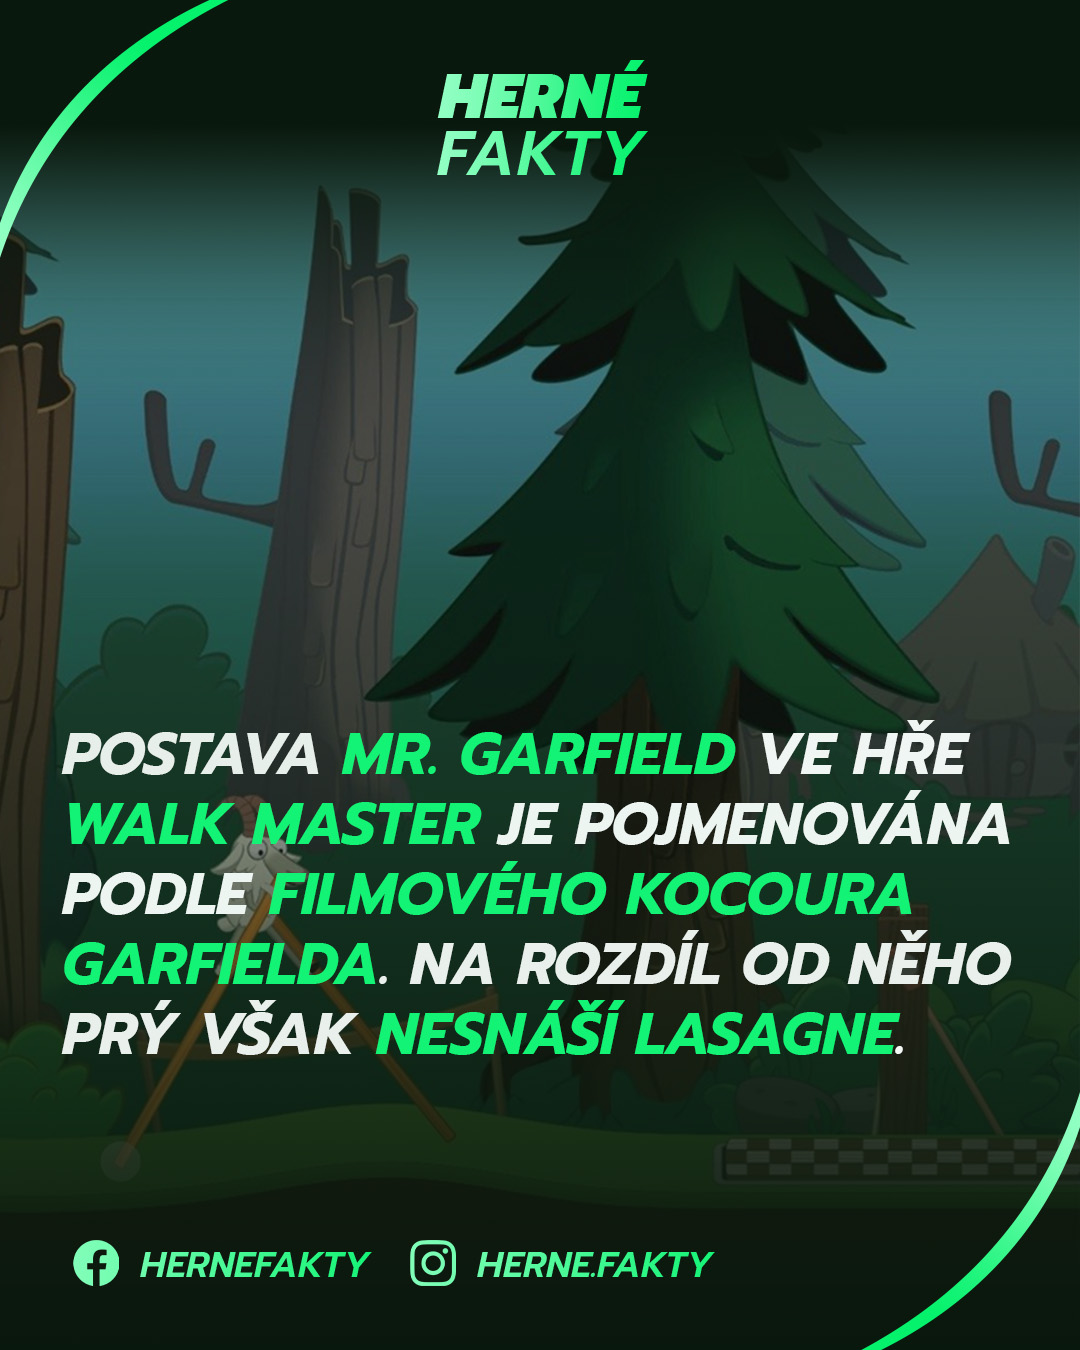 HERNÉ
FAKTY
POSTAVA MR. GARFIELD VE HŘE
WALK MASTER JE POJMENOVÁNA
PODLE FILMOVÉHO KOCOURA
GARFIELDA. NA ROZDÍL OD NĚHO
PRÝ VŠAK NESNÁŠÍ LASAGNE.
HERNEFAKTY HERNE.FAKTY